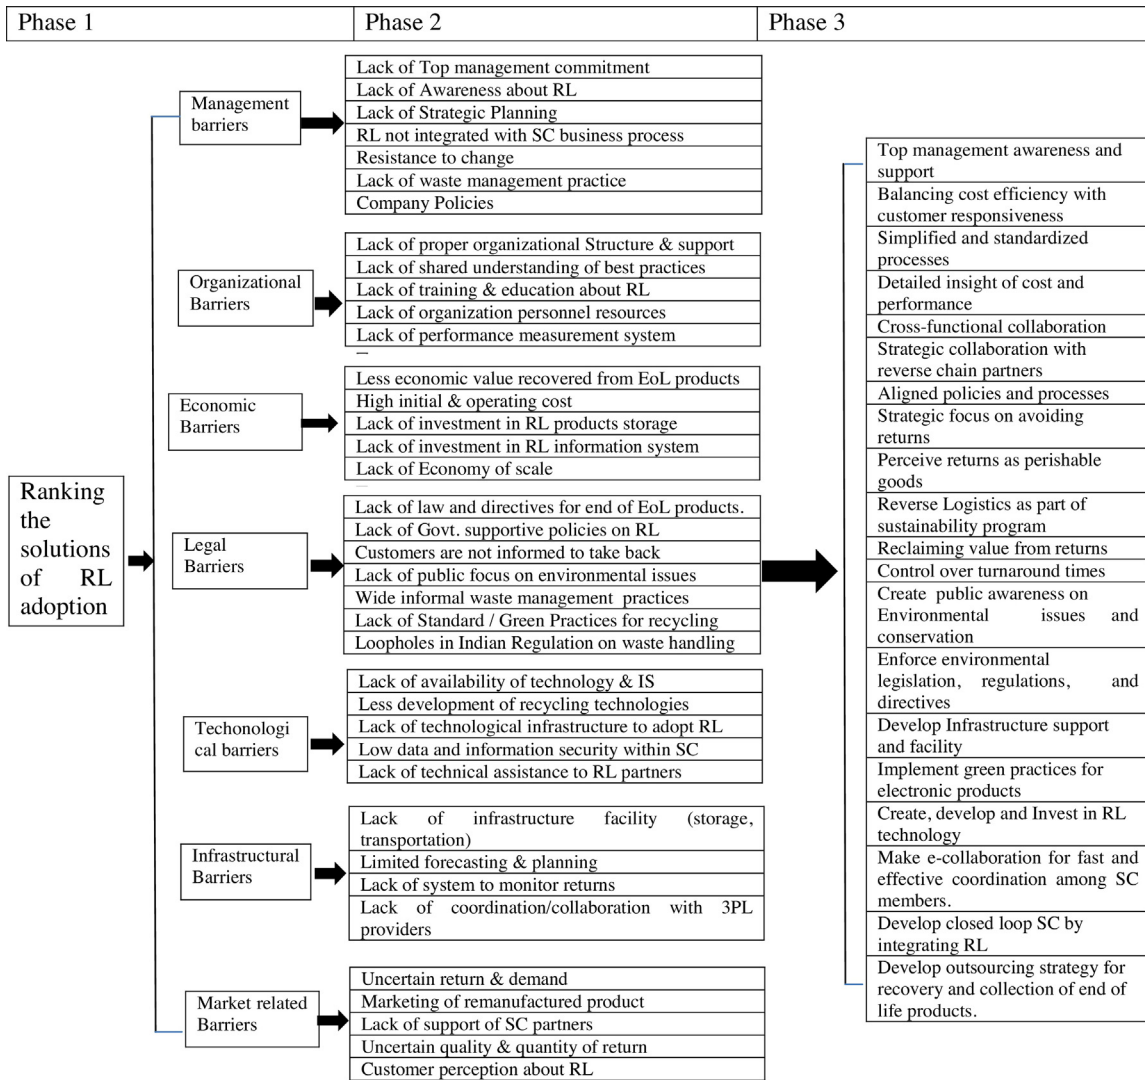 Phase 1
Phase 2
Phase 3
Ranking
the
solutions
of RL
adoption
Management
barriers
Lack of Top management commitment
Lack of Awareness about RL
Lack of Strategic Planning
RL not integrated with SC business process
Resistance to change
Lack of waste management practice
Company Policies
Organizational
Barriers
Lack of proper organizational Structure & support
Lack of shared understanding of best practices
Lack of training & education about RL
Lack of organization personnel resources
Lack of performance measurement system
Economic
Barriers
Less economic value recovered from EoL products
High initial & operating cost
Lack of investment in RL products storage
Lack of investment in RL information system
Lack of Economy of scale
Legal
Barriers
Lack of law and directives for end of EoL products.
Lack of Govt. supportive policies on RL
Customers are not informed to take back
Lack of public focus on environmental issues
Wide informal waste management practices
Lack of Standard / Green Practices for recycling
Loopholes in Indian Regulation on waste handling
Techonologi
cal barriers
Lack of availability of technology & IS
Less development of recycling technologies
Lack of technological infrastructure to adopt RL
Low data and information security within SC
Lack of technical assistance to RL partners
Infrastructural
Barriers
Lack of infrastructure facility (storage,
transportation)
Limited forecasting & planning
Lack of system to monitor returns
Lack of coordination/collaboration with 3PL
providers
Market related
Barriers
Uncertain return & demand
Marketing of remanufactured product
Lack of support of SC partners
Uncertain quality & quantity of return
Customer perception about RL
Top management awareness and
support
Balancing cost efficiency with
customer responsiveness
Simplified and standardized
processes
Detailed insight of cost and
performance
Cross-functional collaboration
Strategic collaboration with
reverse chain partners
Aligned policies and processes
Strategic focus on avoiding
returns
Perceive returns as perishable
goods
Reverse Logistics as part of
sustainability program
Reclaiming value from returns
Control over turnaround times
Create public awareness on
Environmental issues and
conservation
Enforce environmental
legislation, regulations, and
directives
Develop Infrastructure support
and facility
Implement green practices for
electronic products
Create, develop and Invest in RL
technology
Make e-collaboration for fast and
effective coordination among SC
members.
Develop closed loop SC by
integrating RL
Develop outsourcing strategy for
recovery and collection of end of
life products.